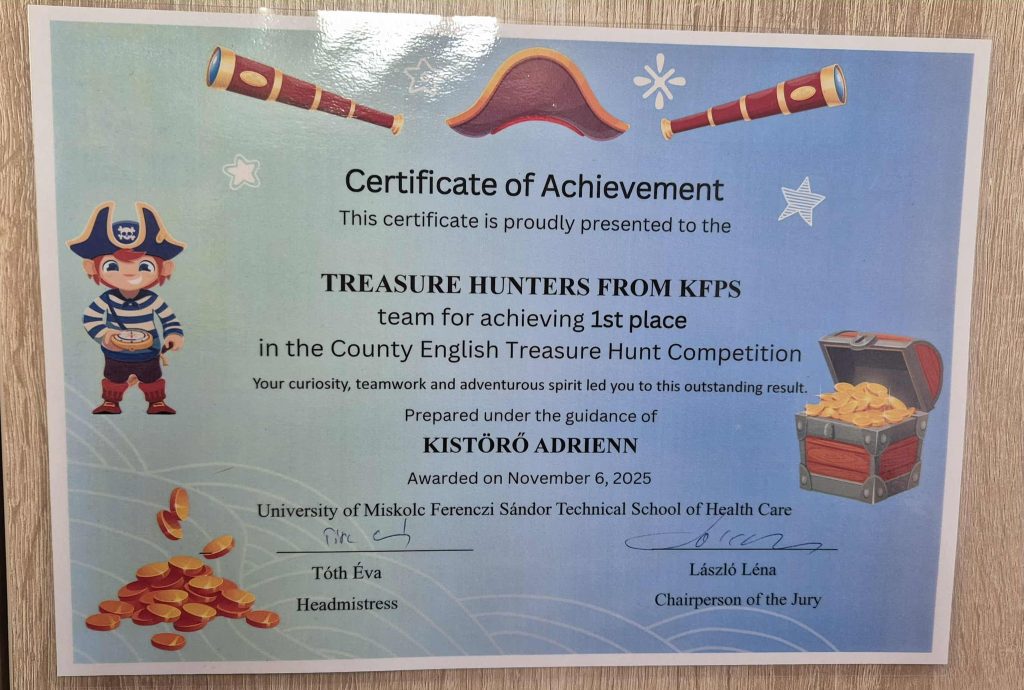 Certificate of Achievement
This certificate is proudly presented to the
TREASURE HUNTERS FROM KFPS
team for achieving 1st place
in the County English Treasure Hunt Competition
Your curiosity, teamwork and adventurous spirit led you to this outstanding result.
Prepared under the guidance of
KISTÖRŐ ADRIENN
Awarded on November 6, 2025
University of Miskolc Ferenczi Sándor Technical School of Health Care
Tóth Éva
László Léna
Headmistress
Chairperson of the Jury